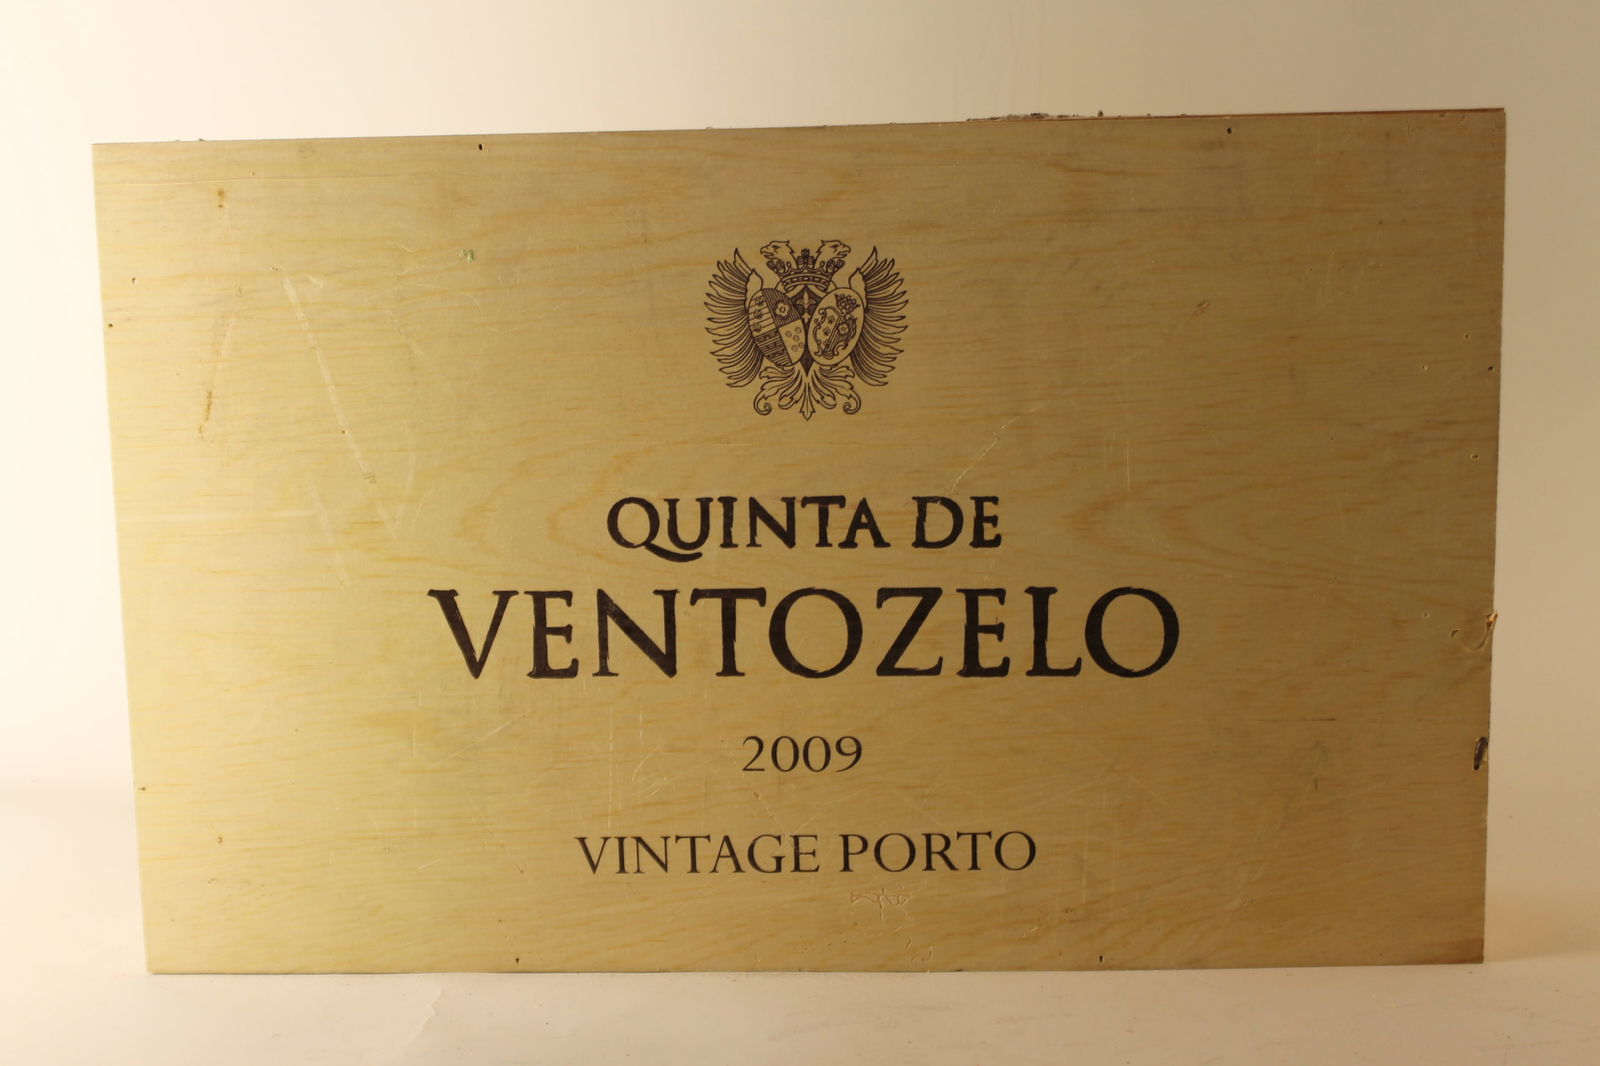 QUINTA DE
VENTOZELO
2009
VINTAGE PORTO